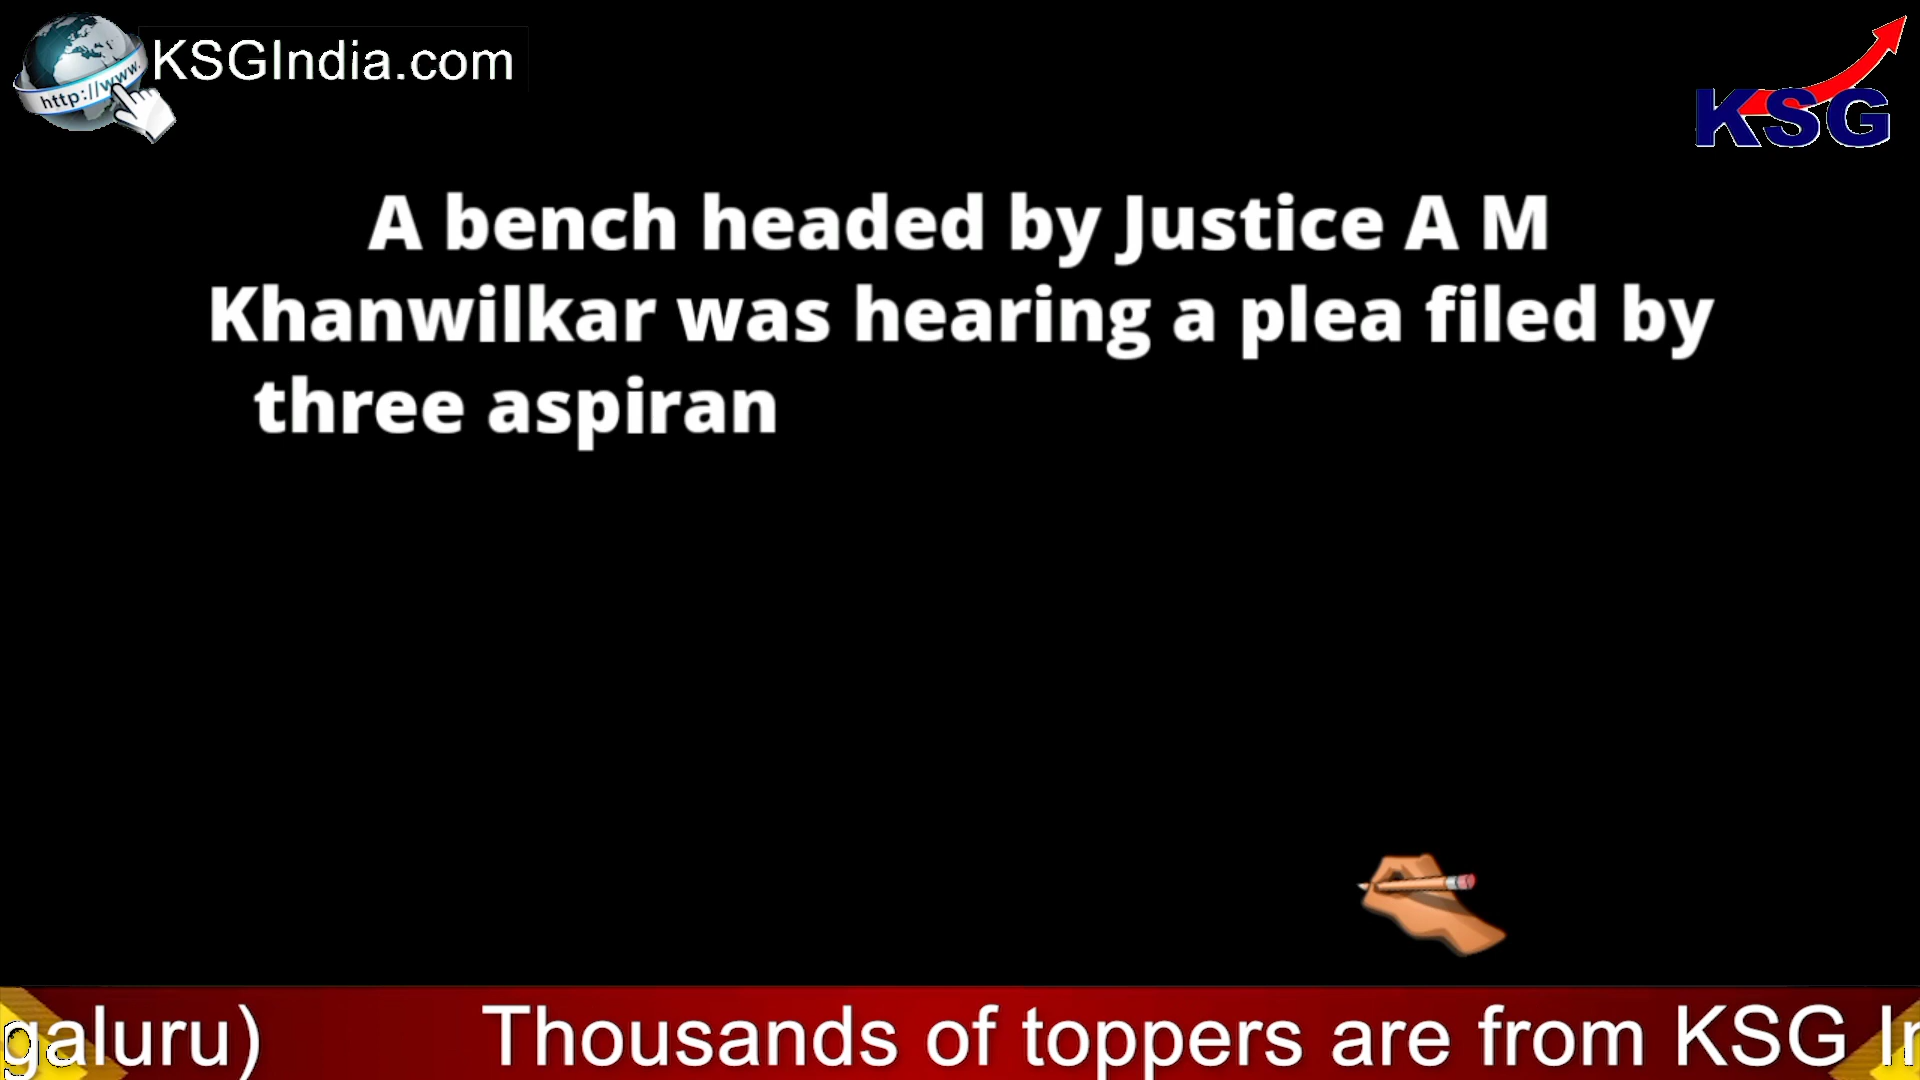 KSGIndia.com
http://www.
KSG
A bench headed by Justice A M
Khanwilkar was hearing a plea filed by
three aspiran
galuru) Thousands of toppers are from KSG In